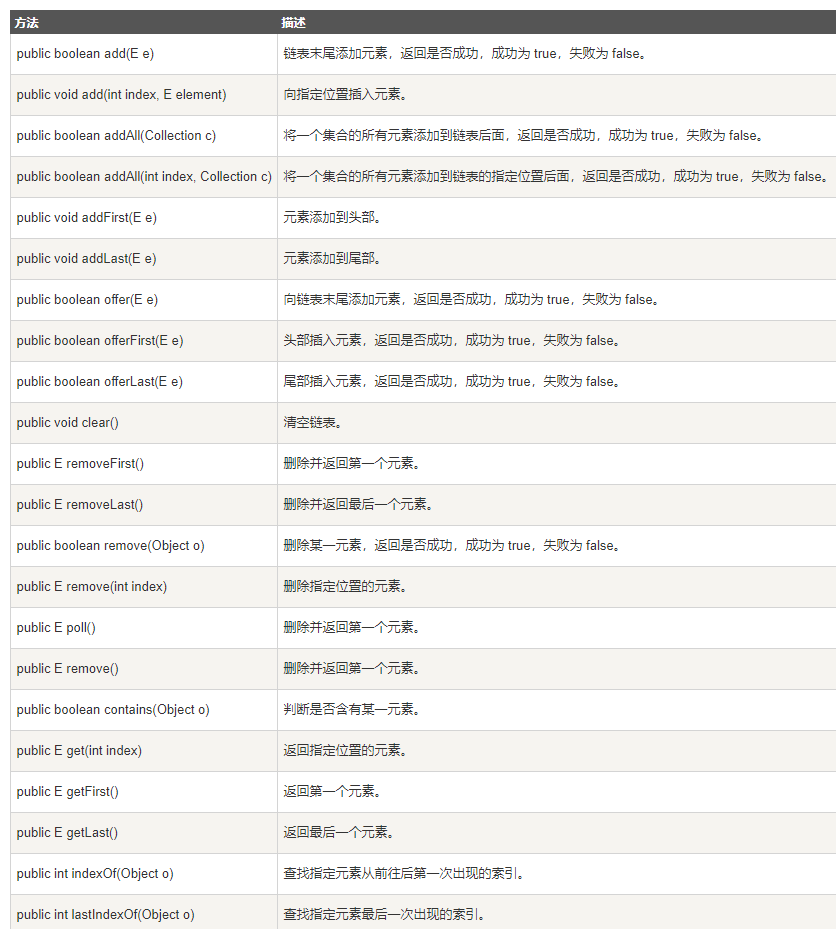 方法 描述
public boolean add(E e) 链表末尾添加元素，返回是否成功，成功为 true，失败为 false。
public void add(int index, E element) 向指定位置插入元素。
public boolean addAll(Collection c) 将一个集合的所有元素添加到链表后面，返回是否成功，成功为 true，失败为 false。
public boolean addAll(int index, Collection c) 将一个集合的所有元素添加到链表的指定位置后面，返回是否成功，成功为 true，失败为 false。
public void addFirst(E e) 元素添加到头部。
public void addLast(E e) 元素添加到尾部。
public boolean offer(E e) 向链表末尾添加元素，返回是否成功，成功为 true，失败为 false。
public boolean offerFirst(E e) 头部插入元素，返回是否成功，成功为 true，失败为 false。
public boolean offerLast(E e) 尾部插入元素，返回是否成功，成功为 true，失败为 false。
public void clear() 清空链表。
public E removeFirst() 删除并返回第一个元素。
public E removeLast() 删除并返回最后一个元素。
public boolean remove(Object o) 删除某一元素，返回是否成功，成功为 true，失败为 false。
public E remove(int index) 删除指定位置的元素。
public E poll() 删除并返回第一个元素。
public E remove() 删除并返回第一个元素。
public boolean contains(Object o) 判断是否含有某一元素。
public E get(int index) 返回指定位置的元素。
public E getFirst() 返回第一个元素。
public E getLast() 返回最后一个元素。
public int indexOf(Object o) 查找指定元素从前往后第一次出现的索引。
public int lastIndexOf(Object o) 查找指定元素最后一次出现的索引。